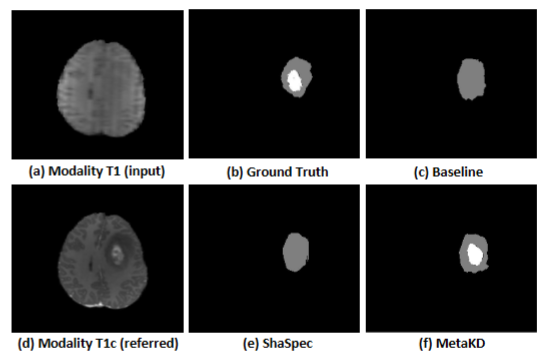 (a) Modality T1 (input)
(b) Ground Truth
(c) Baseline
(d) Modality T1c (referred)
(e) ShaSpec
(f) MetaKD